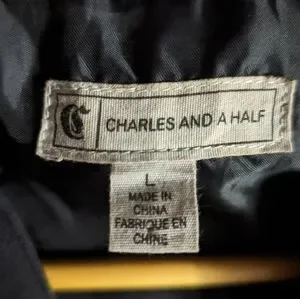 C
CHARLES AND A HALF
L
MADE IN
CHINA
FABRIQUE EN
CHINE